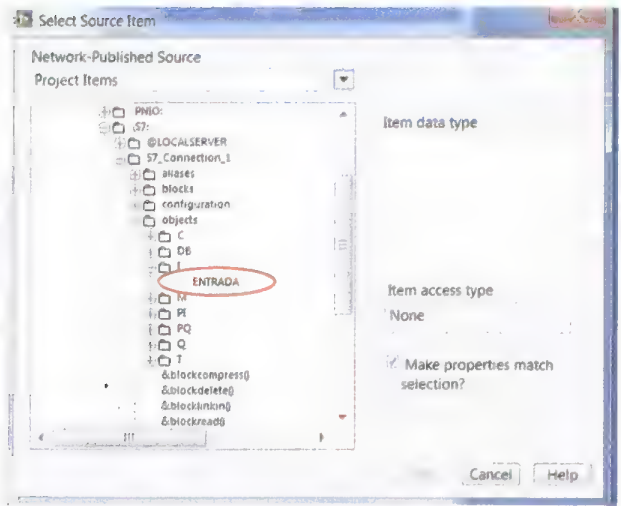 Select Source Item
Network-Published Source
Project Items
PNIO:
S7:
@LOCALSERVER
S7_Connection_1
aliases
blocks
configuration
objects
C
DB
I
ENTRADA
M
PI
PQ
Q
T
&blockcompress()
&blockdelete()
&blocklinkin()
&blockread()
Item data type
Item access type
None
Make properties match
selection?
Cancel
Help